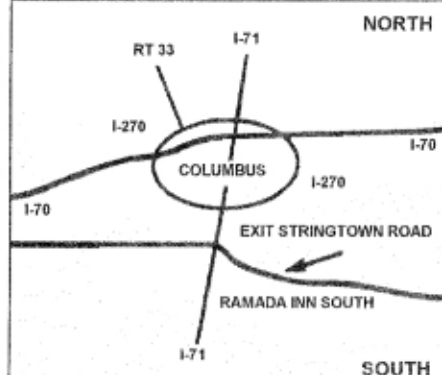 NORTH
I-71
RT 33
I-270
I-70
COLUMBUS
I-270
I-70
EXIT STRINGTOWN ROAD
RAMADA INN SOUTH
I-71
SOUTH